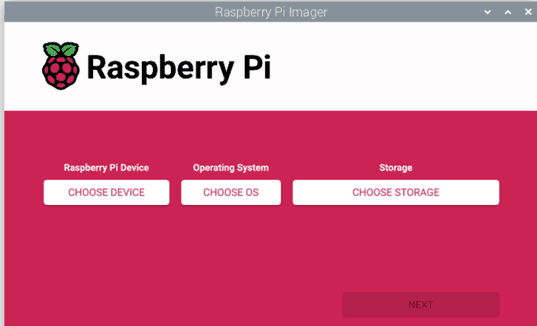 Raspberry Pi Imager
Raspberry Pi
Raspberry Pi Device
Operating System
Storage
CHOOSE DEVICE
CHOOSE OS
CHOOSE STORAGE
NEXT